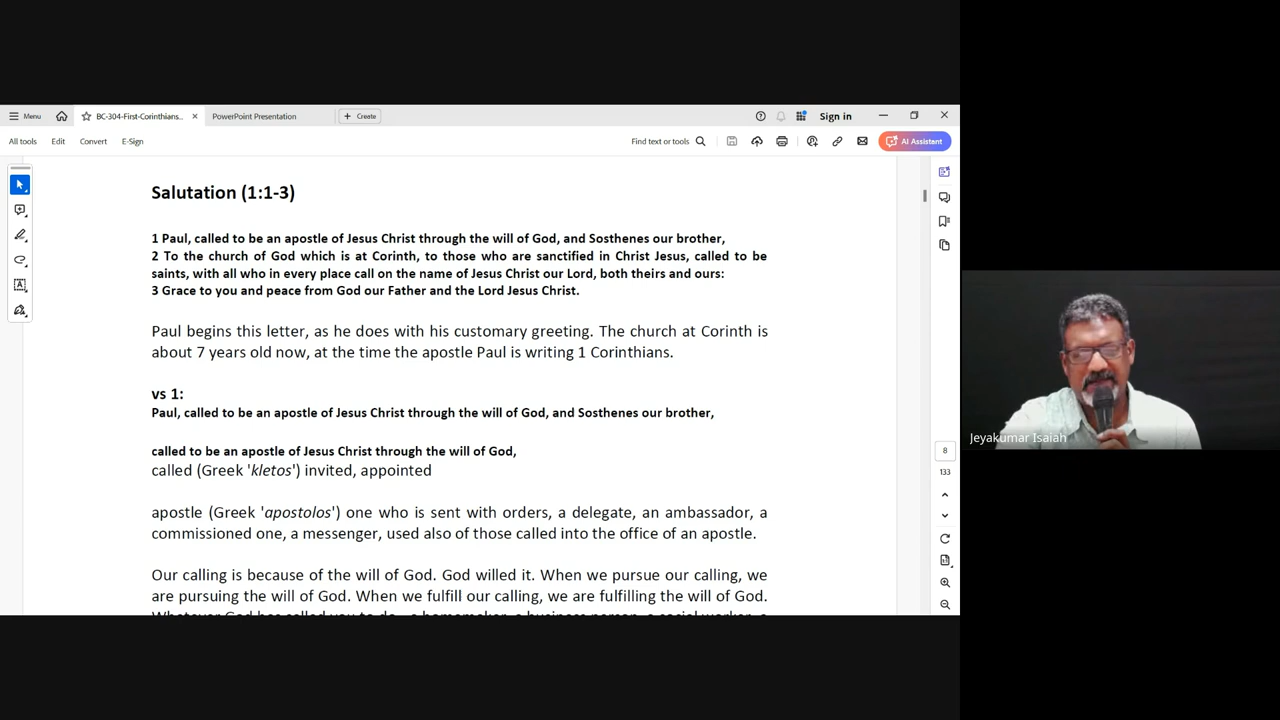 Menu
BC-304-First-Corinthians...
PowerPoint Presentation
Create
Sign in
All tools
Edit
Convert
E-Sign
Find text or tools
AI Assistant
Salutation (1:1-3)
1 Paul, called to be an apostle of Jesus Christ through the will of God, and Sosthenes our brother,
2 To the church of God which is at Corinth, to those who are sanctified in Christ Jesus, called to be
saints, with all who in every place call on the name of Jesus Christ our Lord, both theirs and ours:
3 Grace to you and peace from God our Father and the Lord Jesus Christ.
Paul begins this letter, as he does with his customary greeting. The church at Corinth is
about 7 years old now, at the time the apostle Paul is writing 1 Corinthians.
vs 1:
Paul, called to be an apostle of Jesus Christ through the will of God, and Sosthenes our brother,
called to be an apostle of Jesus Christ through the will of God,
called (Greek 'kletos') invited, appointed
apostle (Greek 'apostolos') one who is sent with orders, a delegate, an ambassador, a
commissioned one, a messenger, used also of those called into the office of an apostle.
Our calling is because of the will of God. God willed it. When we pursue our calling, we
are pursuing the will of God. When we fulfill our calling, we are fulfilling the will of God.
Whatever God has called you to do - a homemaker, a business person, a social worker, a
8
133
Jeyakumar Isaiah